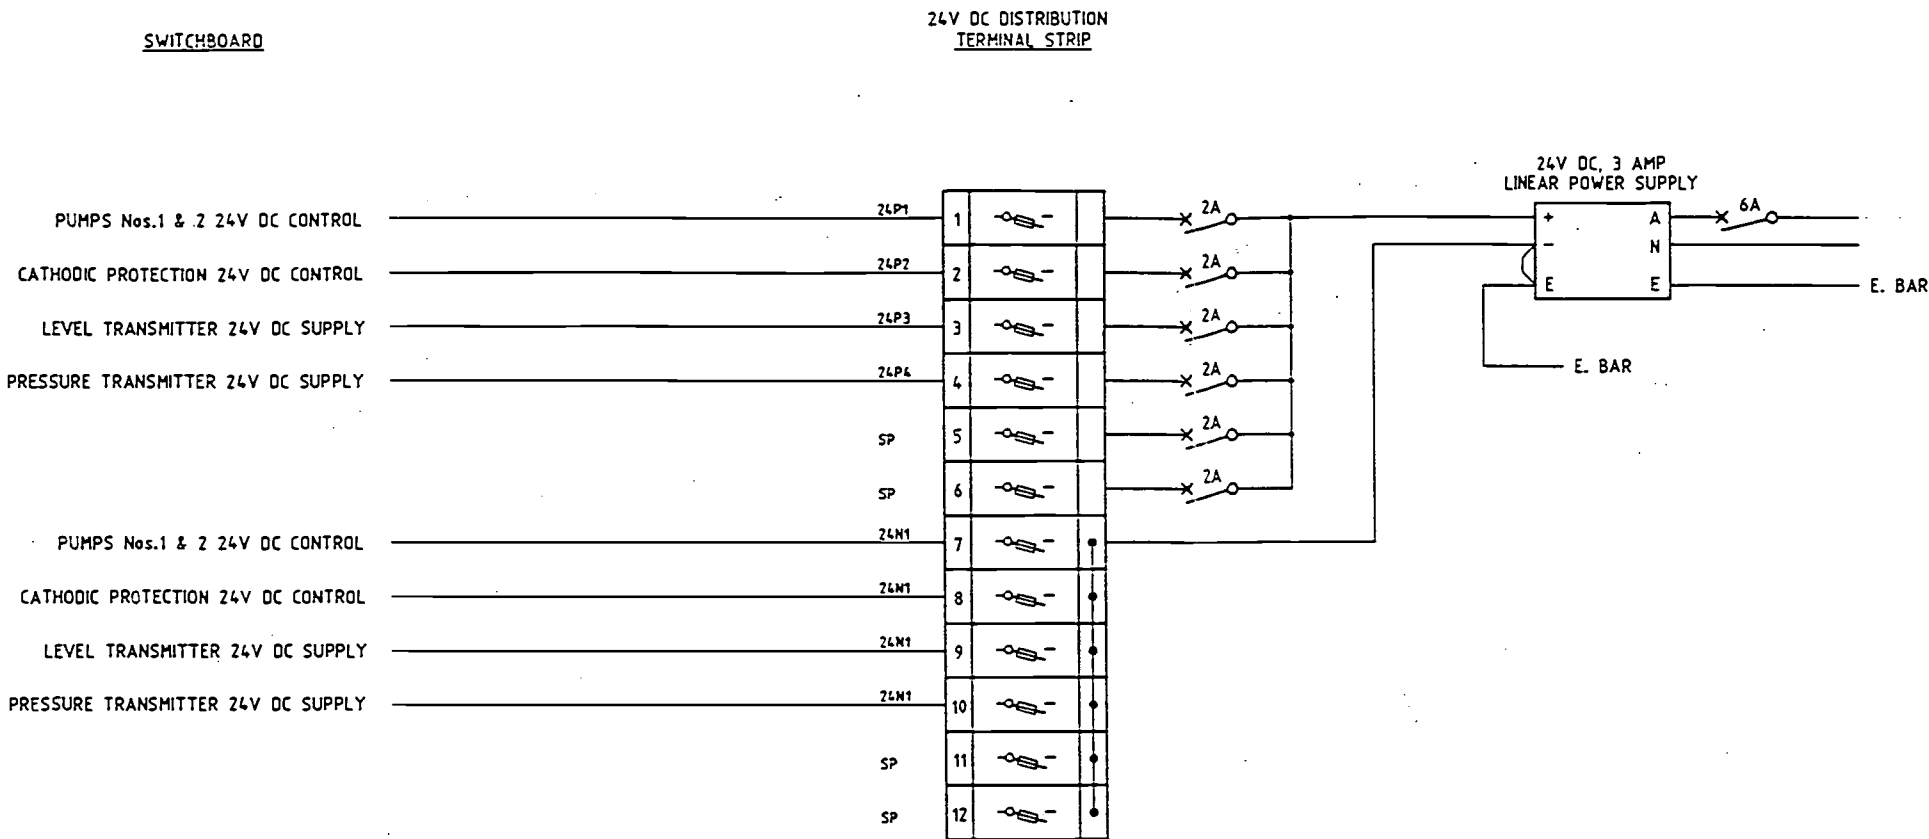 SWITCHBOARD
24V DC DISTRIBUTION
TERMINAL STRIP
24V DC, 3 AMP
LINEAR POWER SUPPLY
PUMPS Nos.1 & 2 24V DC CONTROL 24P1 1 2A + A 6A
- N
CATHODIC PROTECTION 24V DC CONTROL 24P2 2 2A
E E E. BAR
LEVEL TRANSMITTER 24V DC SUPPLY 24P3 3 2A
E. BAR
PRESSURE TRANSMITTER 24V DC SUPPLY 24P4 4 2A
SP 5 2A
SP 6 2A
PUMPS Nos.1 & 2 24V DC CONTROL 24N1 7
CATHODIC PROTECTION 24V DC CONTROL 24N1 8
LEVEL TRANSMITTER 24V DC SUPPLY 24N1 9
PRESSURE TRANSMITTER 24V DC SUPPLY 24N1 10
SP 11
SP 12